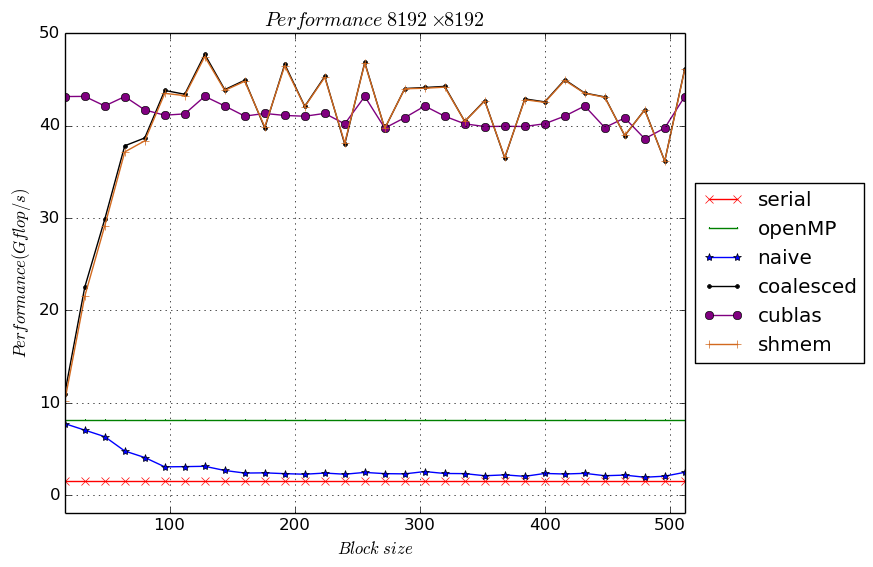 Performance 8192 ×8192
50
40
30
20
10
0
Performance(Gflop/s)
100 200 300 400 500
Block size
serial
openMP
naive
coalesced
cublas
shmem